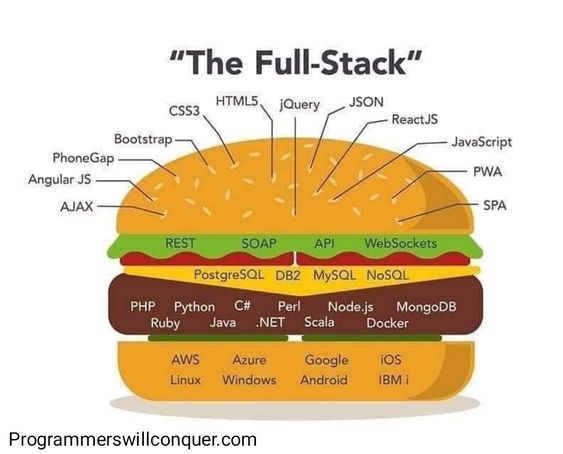 “The Full-Stack”
HTML5 jQuery JSON
CSS3 ReactJS
Bootstrap JavaScript
PhoneGap PWA
Angular JS
AJAX SPA
REST SOAP API WebSockets
PostgreSQL DB2 MySQL NoSQL
PHP Python C# Perl Node.js MongoDB
Ruby Java .NET Scala Docker
AWS Azure Google iOS
Linux Windows Android IBM i
Programmerswillconquer.com